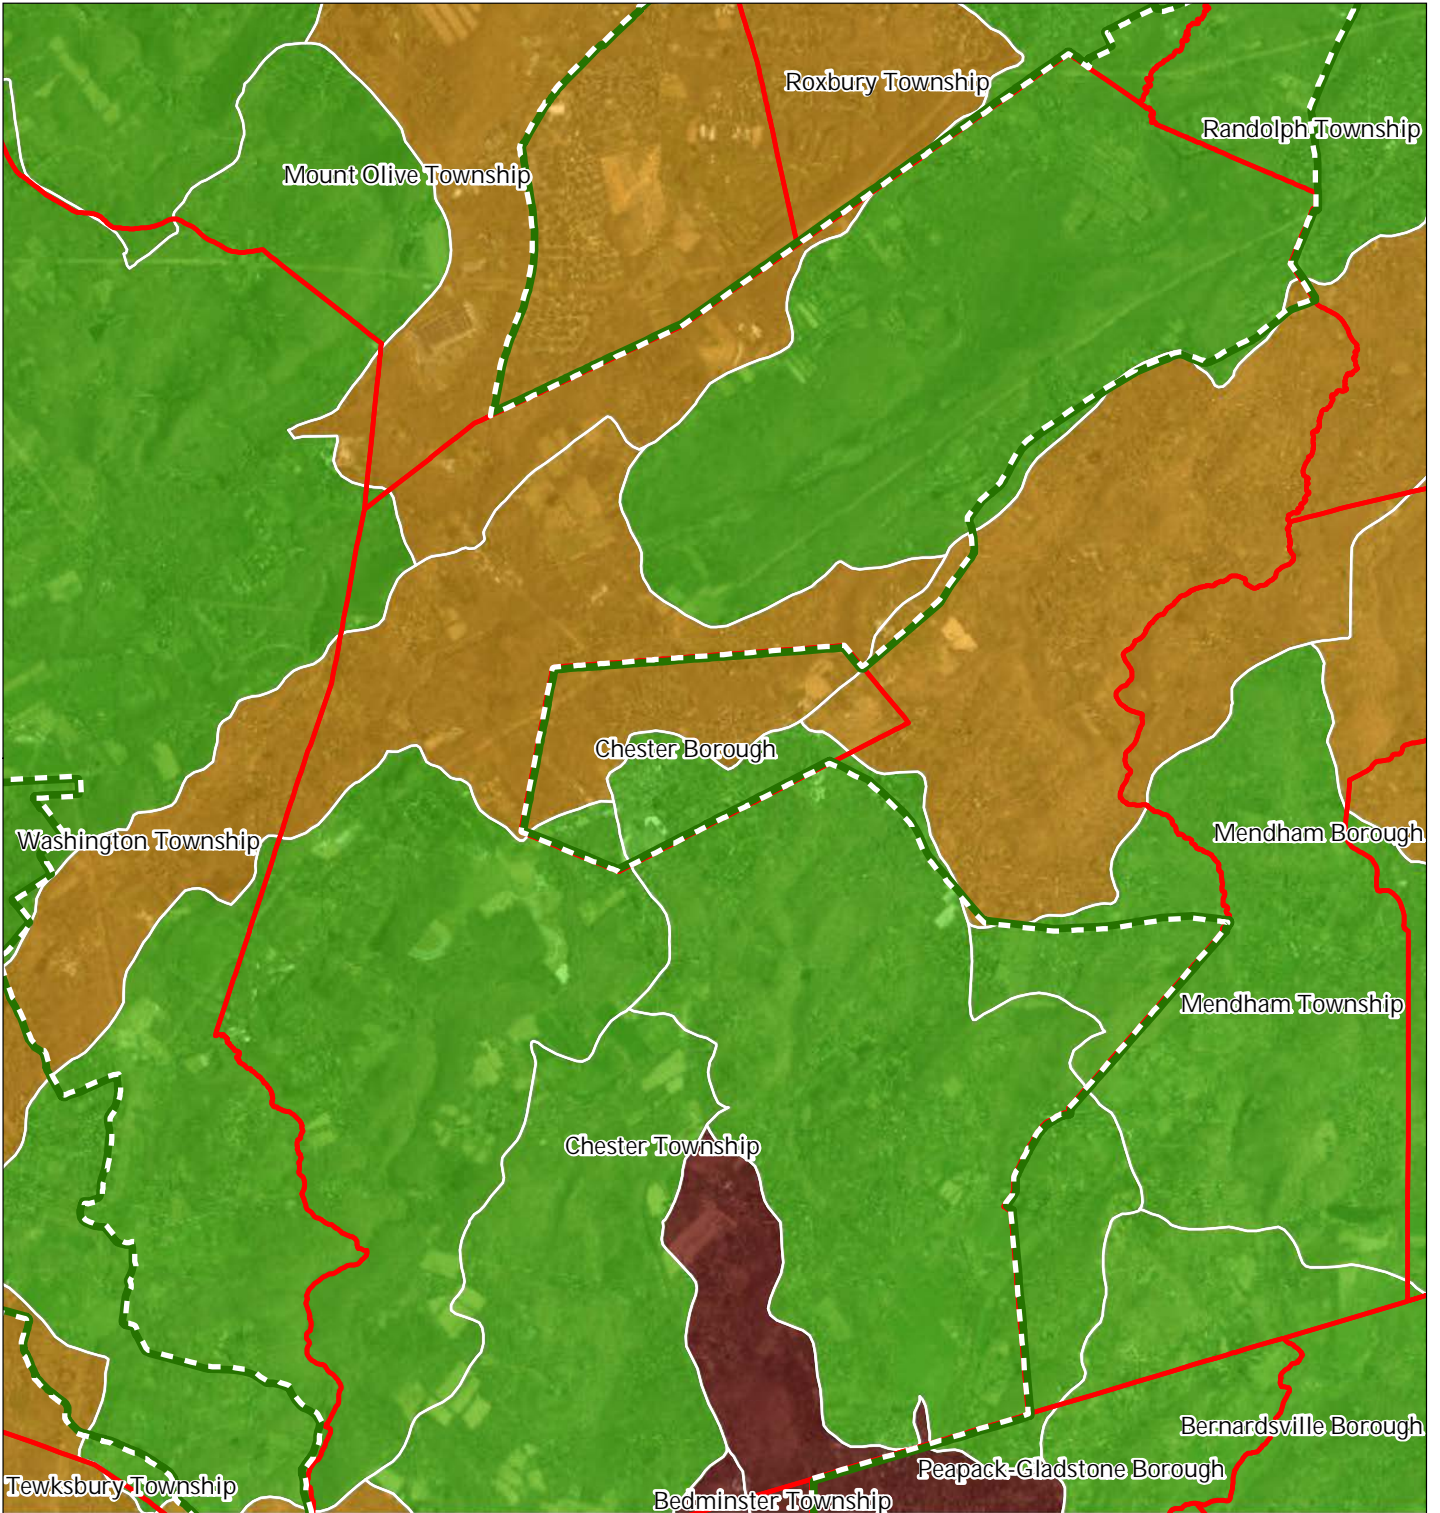 Roxbury Township
Randolph Township
Mount Olive Township
Chester Borough
Washington Township
Mendham Borough
Mendham Township
Chester Township
Bernardsville Borough
Peapack-Gladstone Borough
Tewksbury Township
Bedminster Township